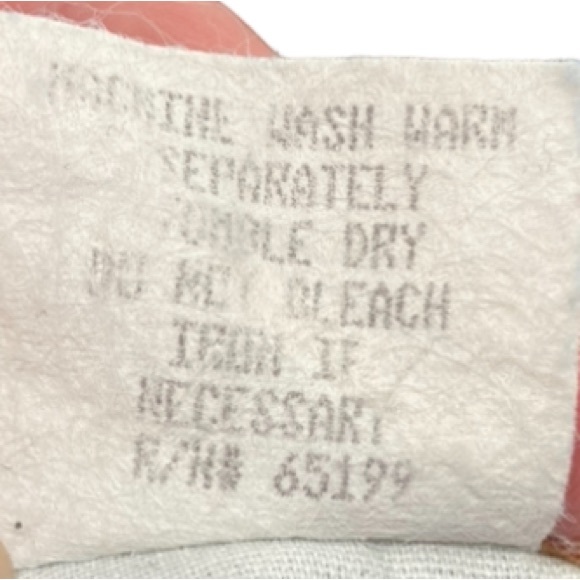 MACHINE WASH WARM
SEPARATELY
TUMBLE DRY
DO NOT BLEACH
IRON IF
NECESSARY
R/N# 65199